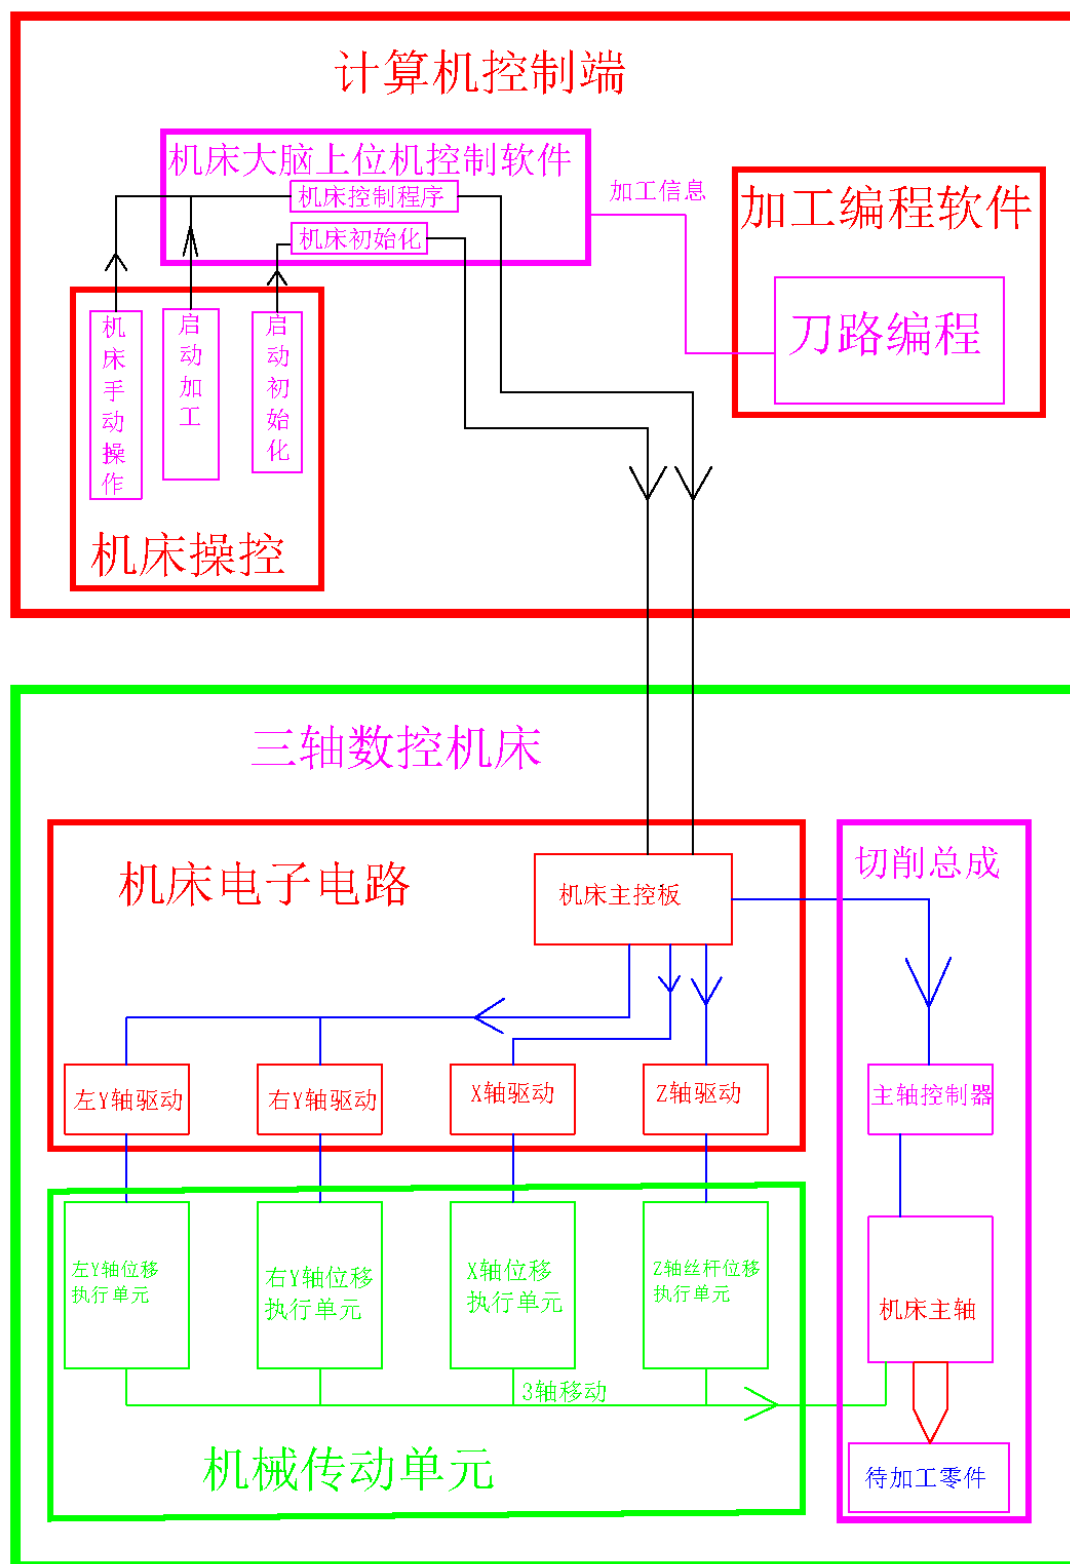 计算机控制端
机床大脑上位机控制软件
机床控制程序
机床初始化
加工信息
加工编程软件
刀路编程
机床手动操作
启动加工
启动初始化
机床操控
三轴数控机床
机床电子电路
机床主控板
切削总成
左Y轴驱动
右Y轴驱动
X轴驱动
Z轴驱动
主轴控制器
左Y轴位移
执行单元
右Y轴位移
执行单元
X轴位移
执行单元
Z轴丝杆位移
执行单元
机床主轴
3轴移动
机械传动单元
待加工零件